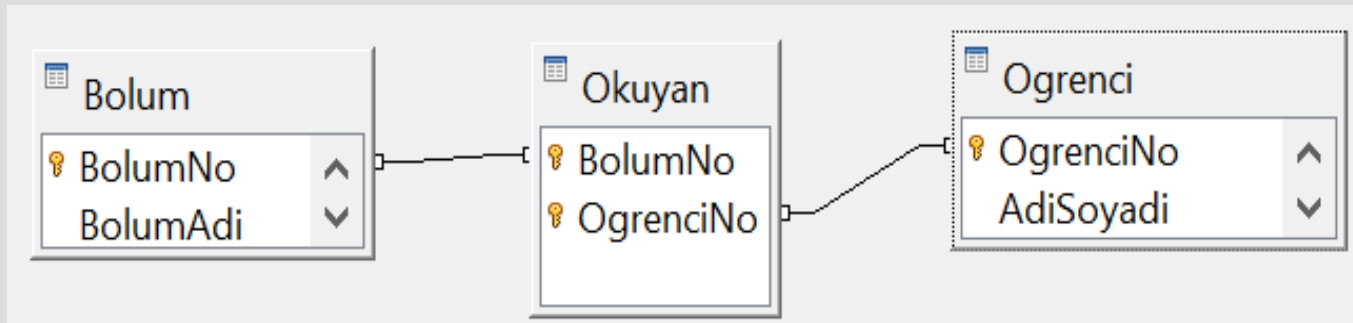 Bolum
BolumNo
BolumAdi
Okuyan
BolumNo
OgrenciNo
Ogrenci
OgrenciNo
AdiSoyadi